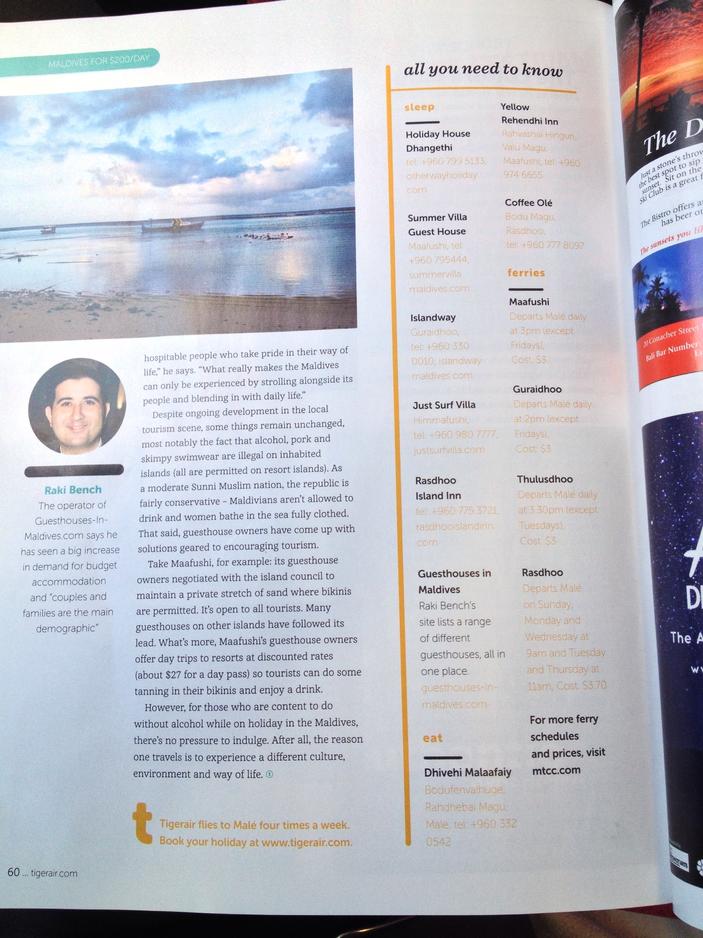 MALDIVES FOR $200/DAY
hospitable people who take pride in their way of
life," he says. "What really makes the Maldives
can only be experienced by strolling alongside its
people and blending in with daily life."
Despite ongoing development in the local
tourism scene, some things remain unchanged,
most notably the fact that alcohol, pork and
skimpy swimwear are illegal on inhabited
islands (all are permitted on resort islands). As
a moderate Sunni Muslim nation, the republic is
fairly conservative – Maldivians aren't allowed to
drink and women bathe in the sea fully clothed.
That said, guesthouse owners have come up with
solutions geared to encouraging tourism.
Take Maafushi, for example: its guesthouse
owners negotiated with the island council to
maintain a private stretch of sand where bikinis
are permitted. It's open to all tourists. Many
guesthouses on other islands have followed its
lead. What's more, Maafushi's guesthouse owners
offer day trips to resorts at discounted rates
(about $27 for a day pass) so tourists can do some
tanning in their bikinis and enjoy a drink.
However, for those who are content to do
without alcohol while on holiday in the Maldives,
there's no pressure to indulge. After all, the reason
one travels is to experience a different culture,
environment and way of life.
Raki Bench
The operator of
Guesthouses-In-
Maldives.com says he
has seen a big increase
in demand for budget
accommodation
and "couples and
families are the main
demographic"
t
Tigerair flies to Malé four times a week.
Book your holiday at www.tigerair.com.
60 ... tigerair.com
all you need to know
sleep
Holiday House
Dhangethi
tel: +960 799 5133,
otherwayholiday.
com
Summer Villa
Guest House
Maafushi, tel:
+960 795444,
summervilla
maldives.com
Islandway
Guraidhoo,
tel: +960 330
0010, islandway
maldives.com
Just Surf Villa
Himmafushi,
tel: +960 980 7777,
justsurfvilla.com
Rasdhoo
Island Inn
tel: +960 775 3721,
rasdhooislandinn.
com
Guesthouses in
Maldives
Raki Bench's
site lists a range
of different
guesthouses, all in
one place.
guesthouses-in-
maldives.com
eat
Dhivehi Malaafaiy
Bodufenvalhuge,
Rahdhebai Magu,
Male, tel: +960 332
0542
Yellow
Rehendhi Inn
Rahvashai Hingun,
Valu Magu,
Maafushi, tel: +960
974 6655
Coffee Olé
Bodu Magu,
Rasdhoo,
tel: +960 777 8097
ferries
Maafushi
Departs Malé daily
at 3pm (except
Fridays),
Cost: $3
Guraidhoo
Departs Malé daily
at 2pm (except
Fridays),
Cost: $3
Thulusdhoo
Departs Malé daily
at 3.30pm (except
Tuesdays),
Cost: $3
Rasdhoo
Departs Malé
on Sunday,
Monday and
Wednesday at
9am and Tuesday
and Thursday at
11am, Cost: $3.70
For more ferry
schedules
and prices, visit
mtcc.com
The D
Just a stone's throw
the best spot to sip
sunset. Sit on the
Ski Club is a great
The Bistro offers
has been
The sunsets you
20 Conacher Street
Bali Bar Number
A
DI
The A